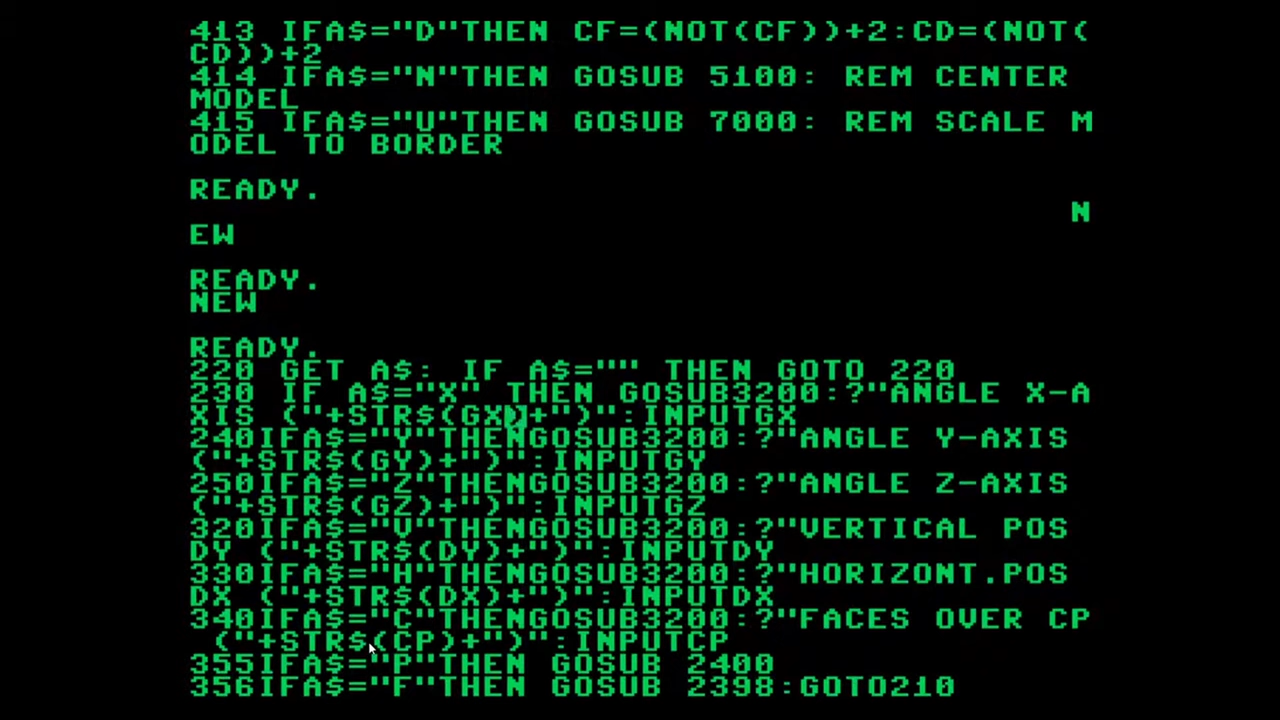 413 IFA$="D"THEN CF=(NOT(CF))+2:CD=(NOT(
CD))+2
414 IFA$="N"THEN GOSUB 5100: REM CENTER
MODEL
415 IFA$="U"THEN GOSUB 7000: REM SCALE M
ODEL TO BORDER
READY.
N
EW
READY.
NEW
READY.
220 GET A$: IF A$="" THEN GOTO 220
230 IF A$="X" THEN GOSUB3200:?"ANGLE X-A
XIS ("+STR$(GX)+")":INPUTGX
240IFA$="Y"THENGOSUB3200:?"ANGLE Y-AXIS
("+STR$(GY)+")":INPUTGY
250IFA$="Z"THENGOSUB3200:?"ANGLE Z-AXIS
("+STR$(GZ)+")":INPUTGZ
320IFA$="V"THENGOSUB3200:?"VERTICAL POS
DY ("+STR$(DY)+")":INPUTDY
330IFA$="H"THENGOSUB3200:?"HORIZONT.POS
DX ("+STR$(DX)+")":INPUTDX
340IFA$="C"THENGOSUB3200:?"FACES OVER CP
("+STR$(CP)+")":INPUTCP
355IFA$="P"THEN GOSUB 2400
356IFA$="F"THEN GOSUB 2398:GOTO210